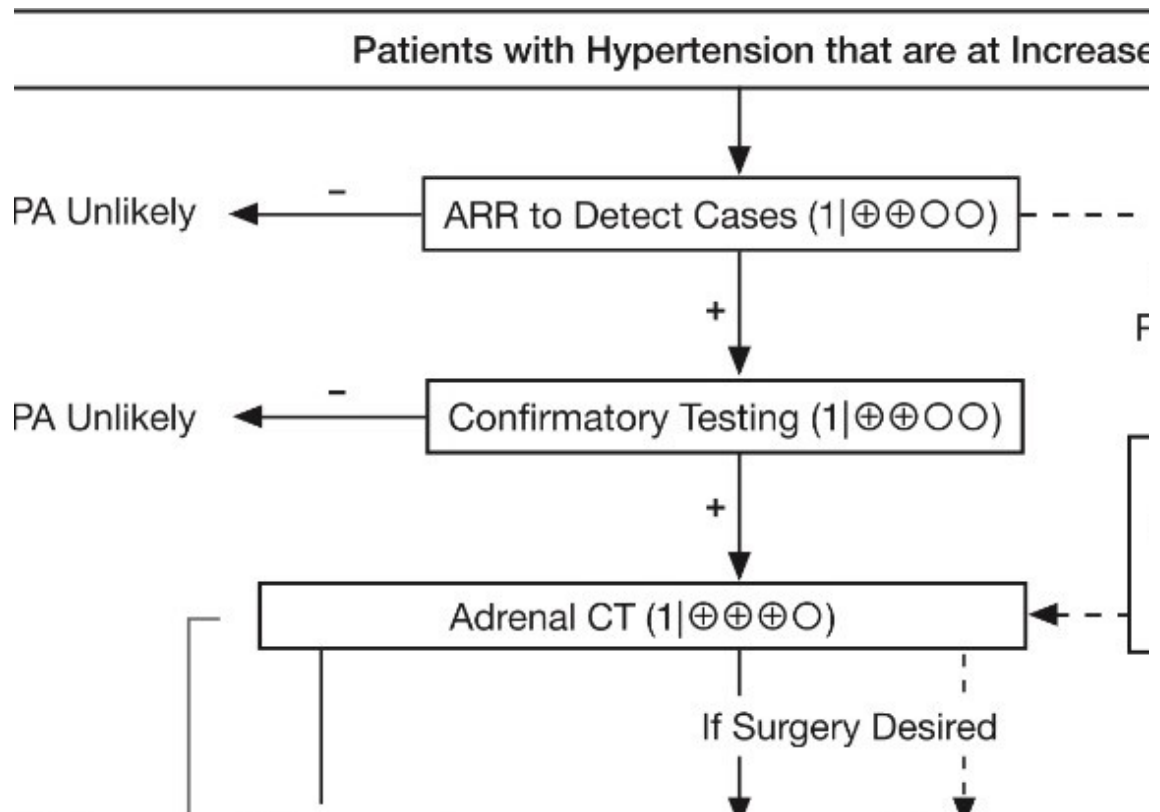 Patients with Hypertension that are at Increase
PA Unlikely
−
ARR to Detect Cases (1|⊕⊕○○)
+
PA Unlikely
−
Confirmatory Testing (1|⊕⊕○○)
+
Adrenal CT (1|⊕⊕⊕○)
If Surgery Desired